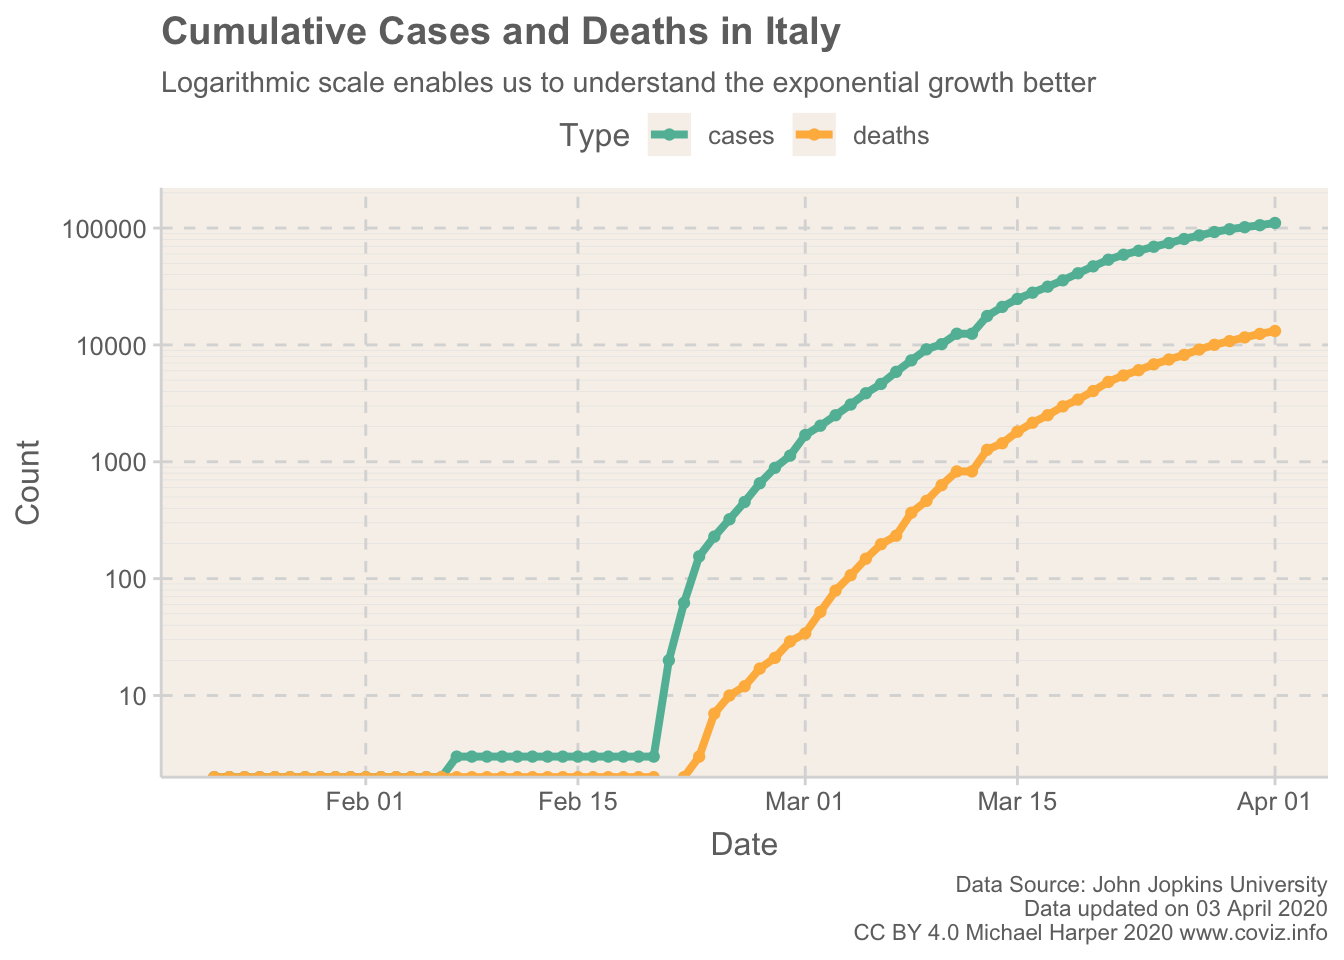 Cumulative Cases and Deaths in Italy
Logarithmic scale enables us to understand the exponential growth better
Type cases deaths
100000
10000
1000
100
10
Count
Feb 01 Feb 15 Mar 01 Mar 15 Apr 01
Date
Data Source: John Jopkins University
Data updated on 03 April 2020
CC BY 4.0 Michael Harper 2020 www.coviz.info